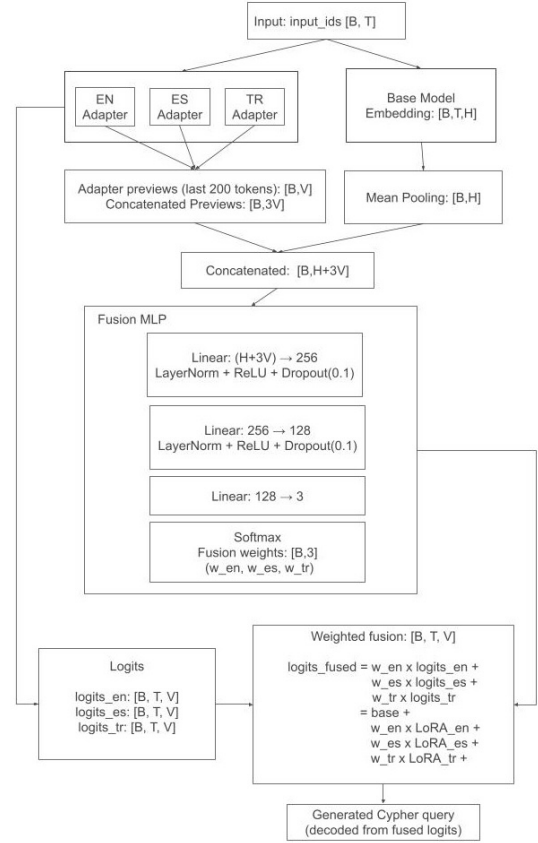 Input: input_ids [B, T]
EN
Adapter
ES
Adapter
TR
Adapter
Base Model
Embedding: [B,T,H]
Adapter previews (last 200 tokens): [B,V]
Concatenated Previews: [B,3V]
Mean Pooling: [B,H]
Concatenated: [B,H+3V]
Fusion MLP
Linear: (H+3V) → 256
LayerNorm + ReLU + Dropout(0.1)
Linear: 256 → 128
LayerNorm + ReLU + Dropout(0.1)
Linear: 128 → 3
Softmax
Fusion weights: [B,3]
(w_en, w_es, w_tr)
Logits
logits_en: [B, T, V]
logits_es: [B, T, V]
logits_tr: [B, T, V]
Weighted fusion: [B, T, V]
logits_fused = w_en x logits_en +
w_es x logits_es +
w_tr x logits_tr
= base +
w_en x LoRA_en +
w_es x LoRA_es +
w_tr x LoRA_tr +
Generated Cypher query
(decoded from fused logits)